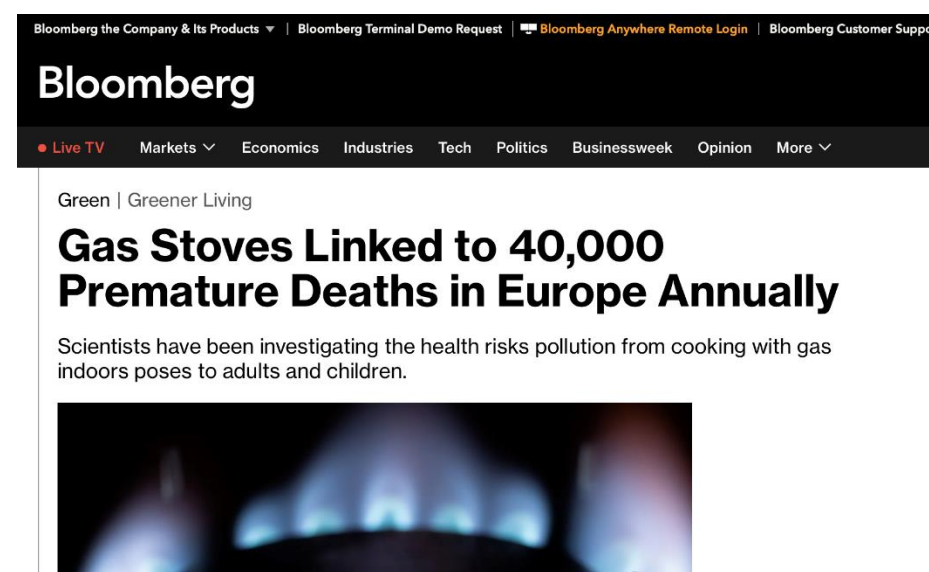 Bloomberg the Company & Its Products ▼ | Bloomberg Terminal Demo Request | Bloomberg Anywhere Remote Login | Bloomberg Customer Suppo
Bloomberg
Live TV Markets Economics Industries Tech Politics Businessweek Opinion More
Green | Greener Living
Gas Stoves Linked to 40,000
Premature Deaths in Europe Annually
Scientists have been investigating the health risks pollution from cooking with gas
indoors poses to adults and children.